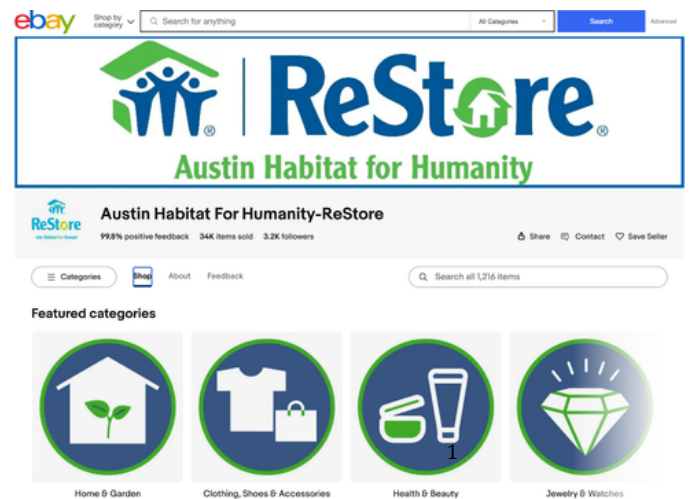 ebay Shop by category Search for anything All Categories Search Advanced
ReStore®
Austin Habitat for Humanity
ReStore
Austin Habitat For Humanity-ReStore
99.8% positive feedback 34K items sold 3.2K followers Share Contact Save Seller
Categories Shop About Feedback Search all 1,216 items
Featured categories
1
Home & Garden Clothing, Shoes & Accessories Health & Beauty Jewelry & Watches